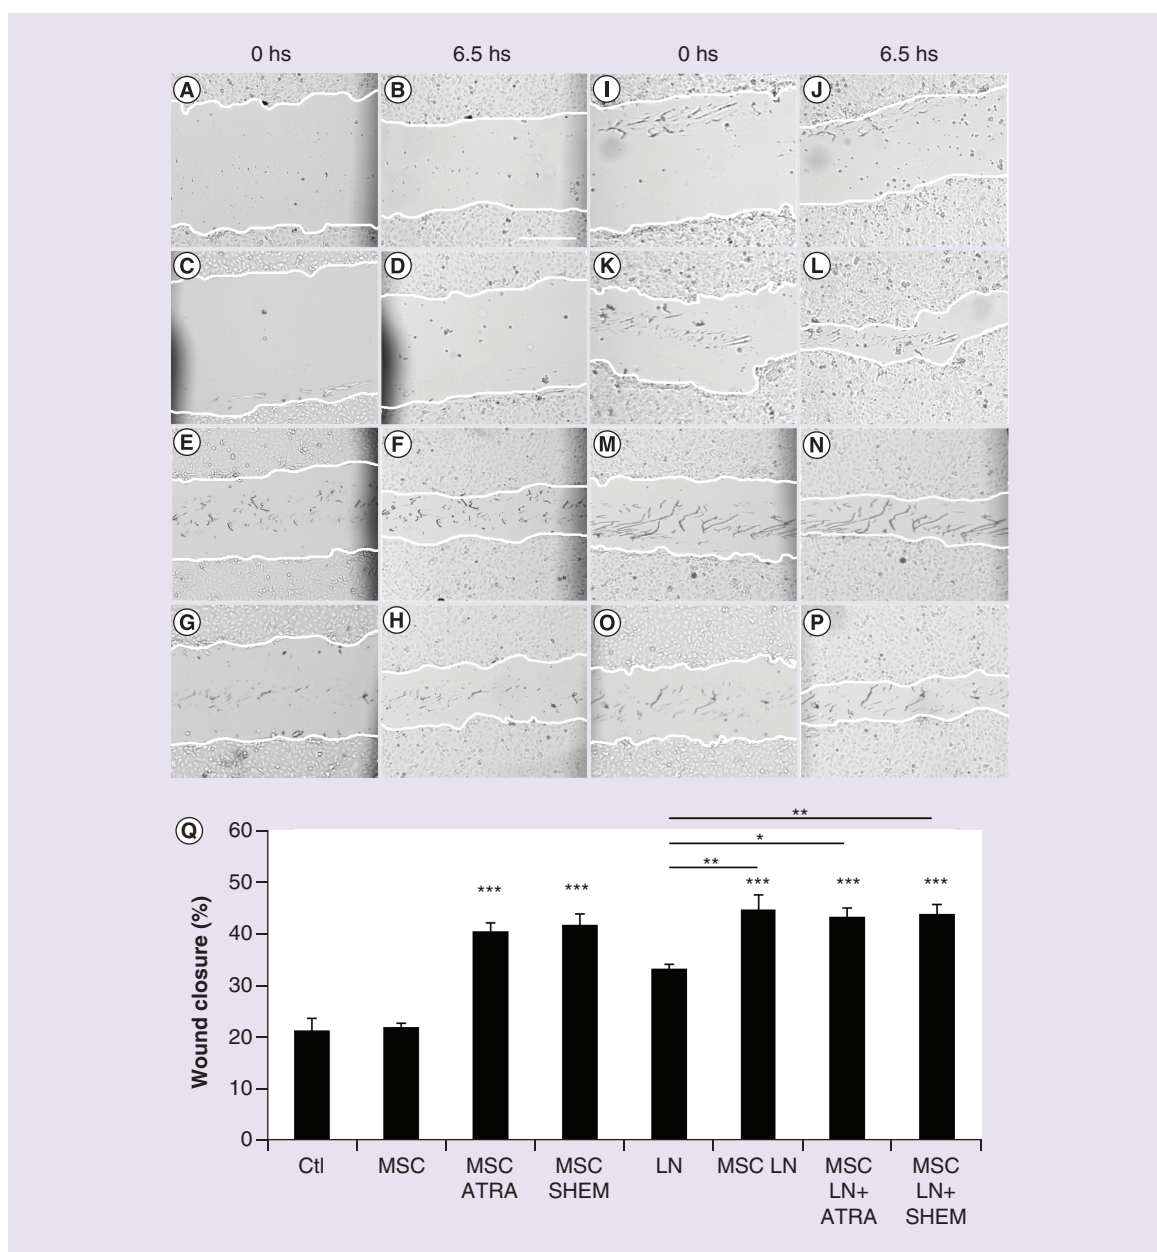 0 hs 6.5 hs 0 hs 6.5 hs
A B I J
C D K L
E F M N
G H O P
Q
**
*
**
*** *** *** *** ***
Wound closure (%)
60
50
40
30
20
10
0
Ctl MSC MSC ATRA MSC SHEM LN MSC LN MSC LN+ ATRA MSC LN+ SHEM